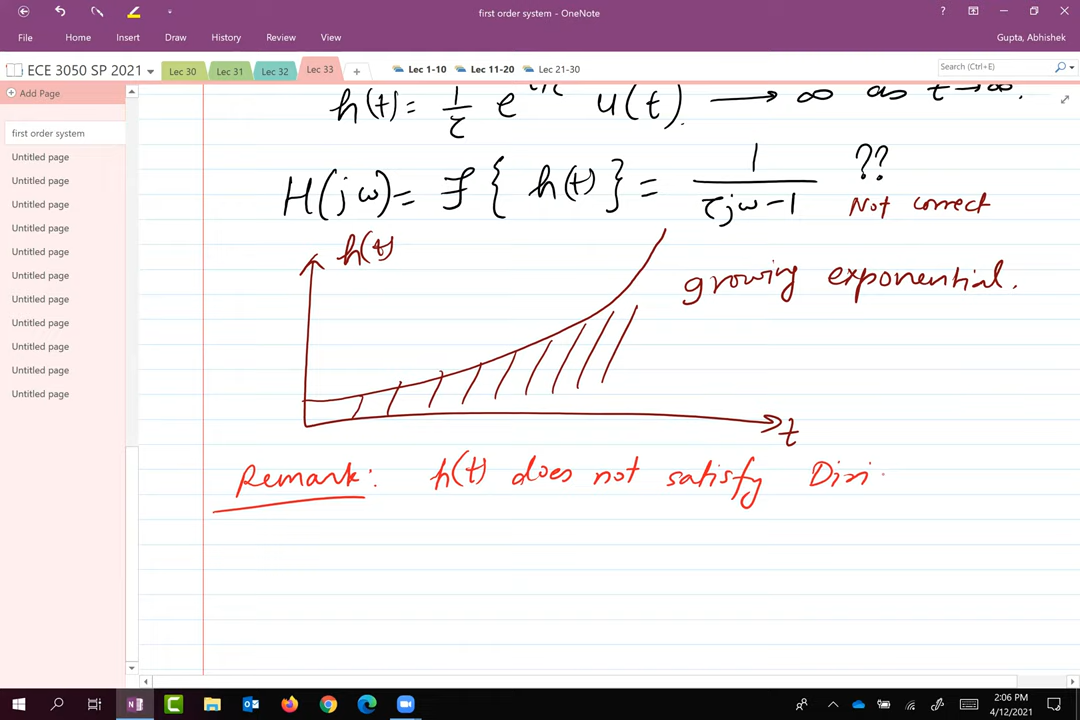 first order system - OneNote
Gupta, Abhishek
File Home Insert Draw History Review View
ECE 3050 SP 2021 Lec 30 Lec 31 Lec 32 Lec 33 + Lec 1-10 Lec 11-20 Lec 21-30 Search (Ctrl+E)
Add Page
first order system
Untitled page
Untitled page
Untitled page
Untitled page
Untitled page
Untitled page
Untitled page
Untitled page
Untitled page
Untitled page
Untitled page
h(t) = 1/τ e^{t/τ} u(t). → ∞ as t→∞.
H(jω) = F { h(t) } = 1/(τjω-1) ??
Not correct
h(t)
growing exponential.
t
Remark: h(t) does not satisfy Diri
2:06 PM
4/12/2021